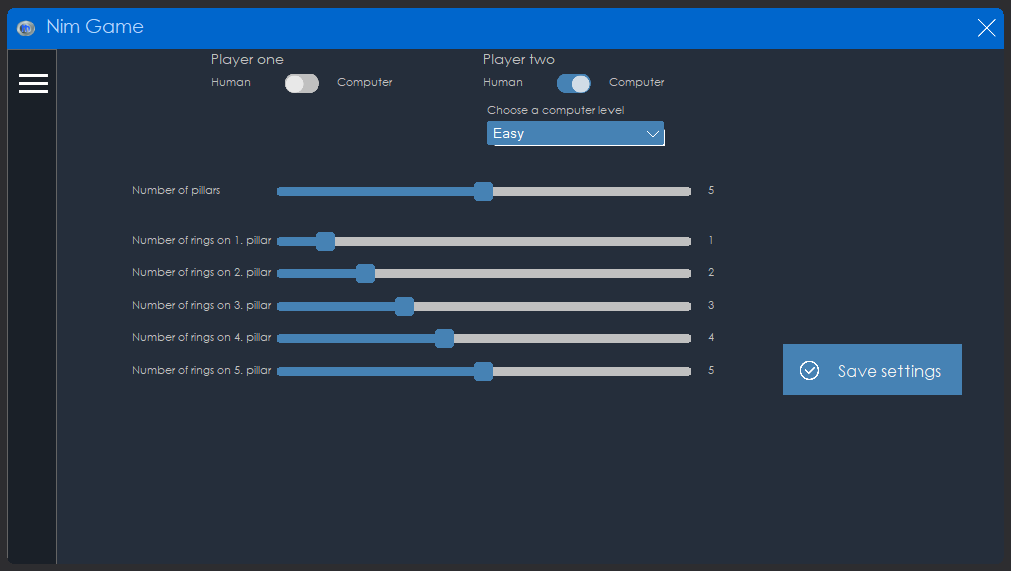 Nim Game
Player one
Human Computer
Player two
Human Computer
Choose a computer level
Easy
Number of pillars 5
Number of rings on 1. pillar 1
Number of rings on 2. pillar 2
Number of rings on 3. pillar 3
Number of rings on 4. pillar 4
Number of rings on 5. pillar 5
Save settings